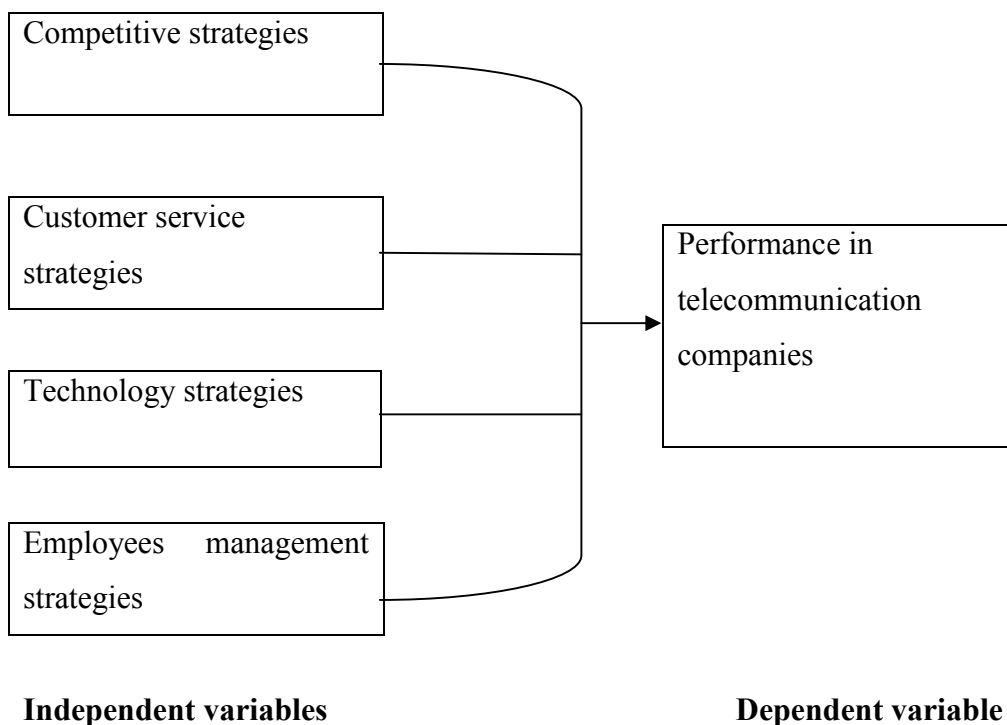 Competitive strategies
Customer service
strategies
Performance in
telecommunication
companies
Technology strategies
Employees management
strategies
Independent variables
Dependent variable